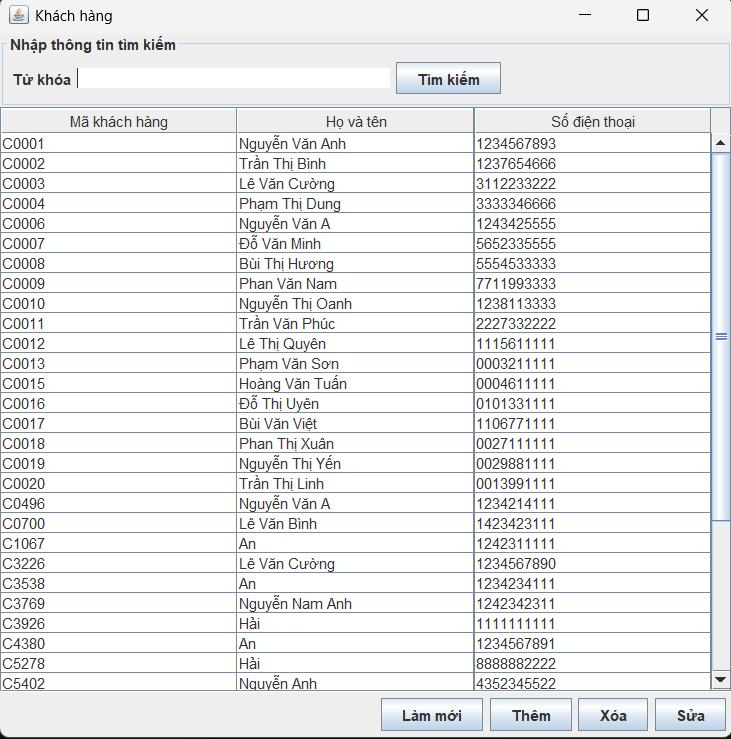 Khách hàng
Nhập thông tin tìm kiếm
Từ khóa Tìm kiếm
Mã khách hàng Họ và tên Số điện thoại
C0001 Nguyễn Văn Anh 1234567893
C0002 Trần Thị Bình 1237654666
C0003 Lê Văn Cường 3112233222
C0004 Phạm Thị Dung 3333346666
C0006 Nguyễn Văn A 1243425555
C0007 Đỗ Văn Minh 5652335555
C0008 Bùi Thị Hương 5554533333
C0009 Phan Văn Nam 7711993333
C0010 Nguyễn Thị Oanh 1238113333
C0011 Trần Văn Phúc 2227332222
C0012 Lê Thị Quyên 1115611111
C0013 Phạm Văn Sơn 0003211111
C0015 Hoàng Văn Tuấn 0004611111
C0016 Đỗ Thị Uyên 0101331111
C0017 Bùi Văn Việt 1106771111
C0018 Phan Thị Xuân 0027111111
C0019 Nguyễn Thị Yến 0029881111
C0020 Trần Thị Linh 0013991111
C0496 Nguyễn Văn A 1234214111
C0700 Lê Văn Bình 1423423111
C1067 An 1242311111
C3226 Lê Văn Cường 1234567890
C3538 An 1234234111
C3769 Nguyễn Nam Anh 1242342311
C3926 Hải 1111111111
C4380 An 1234567891
C5278 Hải 8888882222
C5402 Nguyễn Anh 4352345522
Làm mới Thêm Xóa Sửa